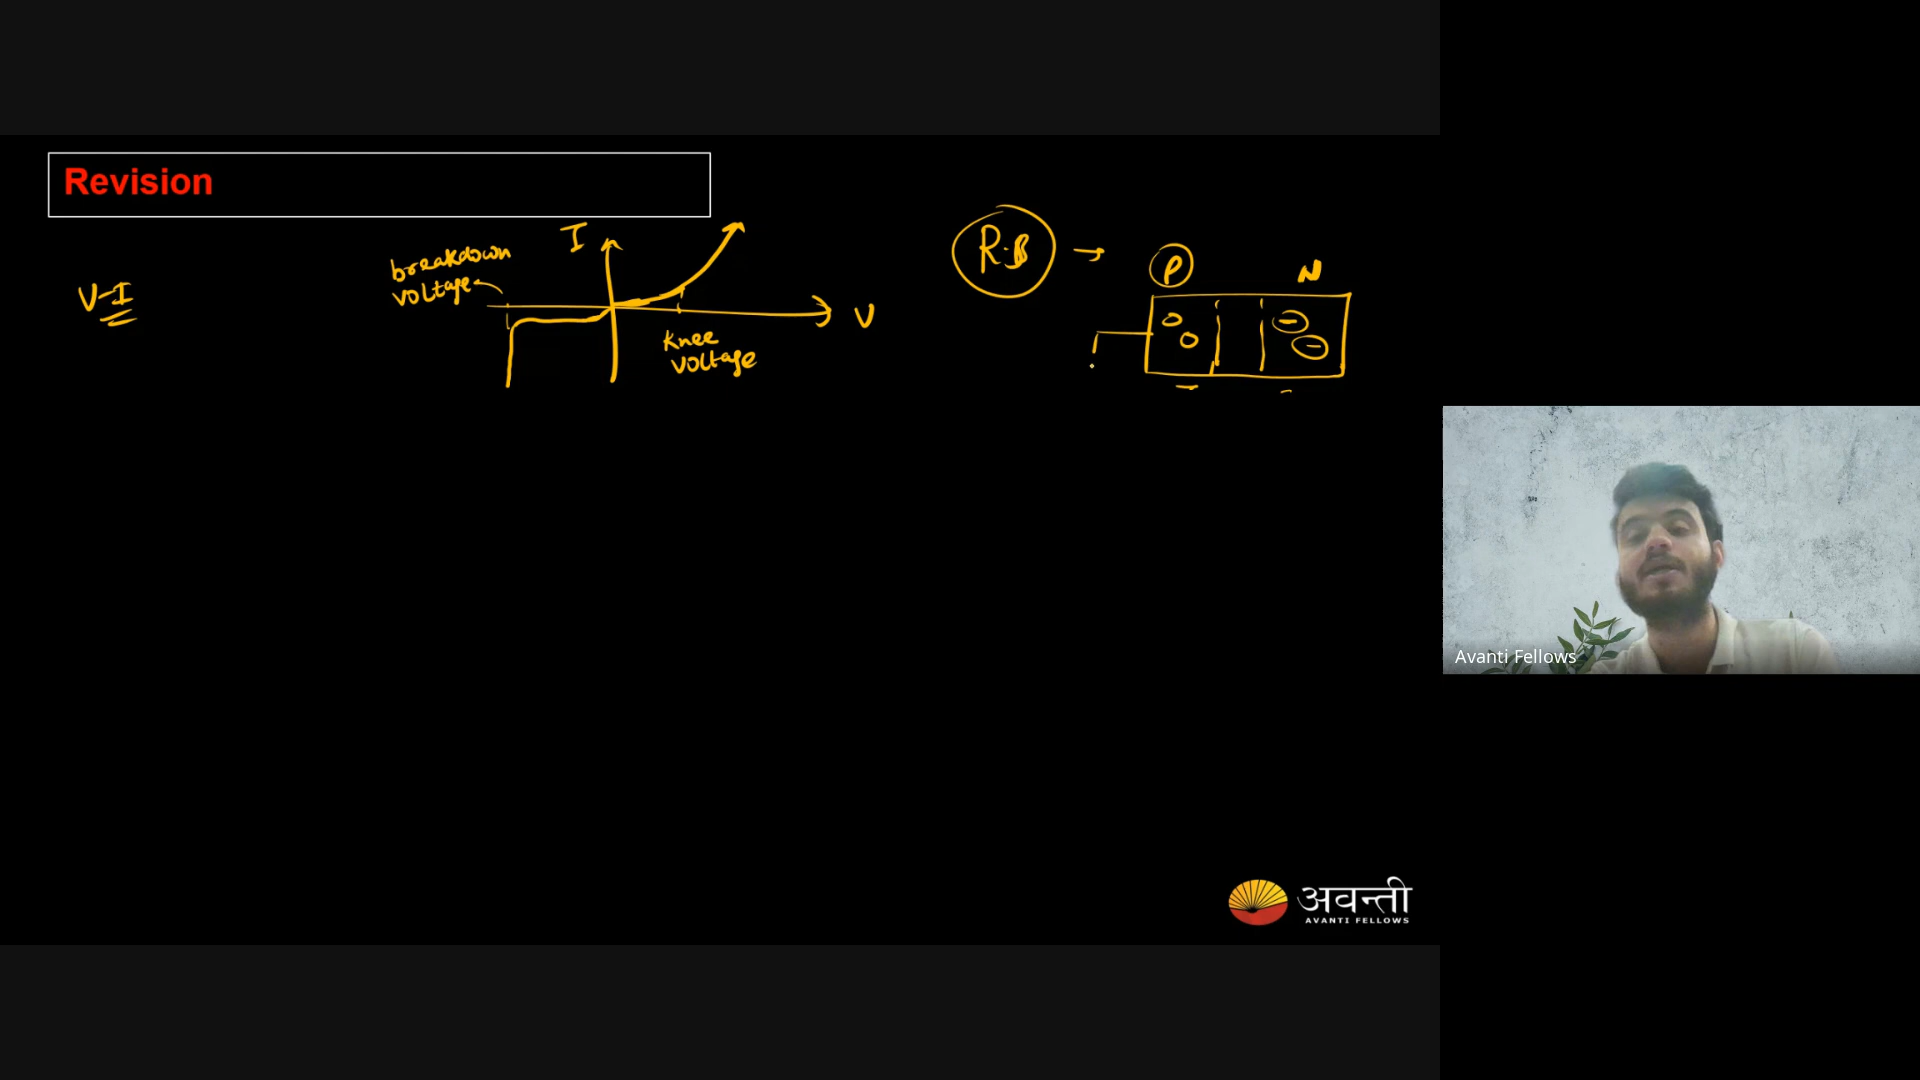 Revision
V-I
breakdown
voltage
I
V
Knee
voltage
R.B
P
N
Avanti Fellows
अवन्ती
AVANTI FELLOWS